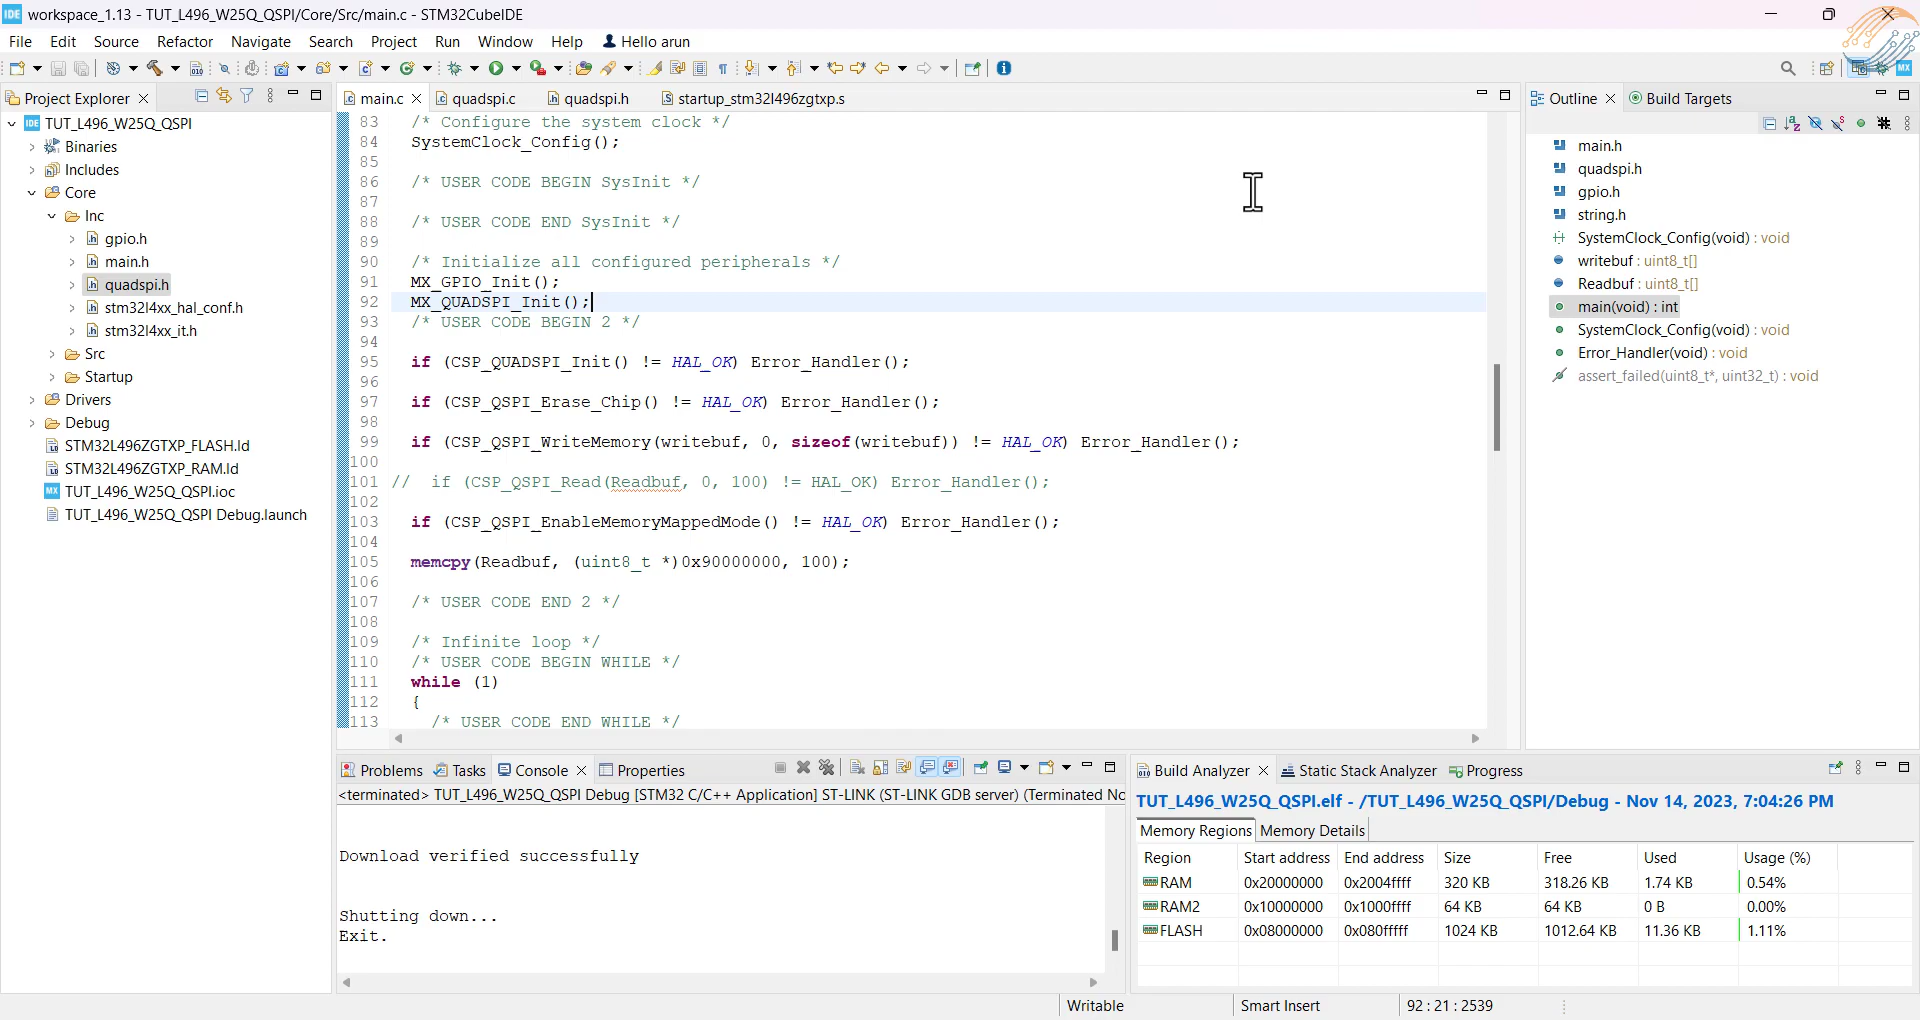 IDE workspace_1.13 - TUT_L496_W25Q_QSPI/Core/Src/main.c - STM32CubeIDE
File Edit Source Refactor Navigate Search Project Run Window Help Hello arun
Project Explorer
main.c quadspi.c quadspi.h startup_stm32l496zgtxp.s
Outline Build Targets
IDE TUT_L496_W25Q_QSPI
Binaries
Includes
Core
Inc
gpio.h
main.h
quadspi.h
stm32l4xx_hal_conf.h
stm32l4xx_it.h
Src
Startup
Drivers
Debug
STM32L496ZGTXP_FLASH.ld
STM32L496ZGTXP_RAM.ld
MX TUT_L496_W25Q_QSPI.ioc
TUT_L496_W25Q_QSPI Debug.launch
83 /* Configure the system clock */
84 SystemClock_Config();
85
86 /* USER CODE BEGIN SysInit */
87
88 /* USER CODE END SysInit */
89
90 /* Initialize all configured peripherals */
91 MX_GPIO_Init();
92 MX_QUADSPI_Init();
93 /* USER CODE BEGIN 2 */
94
95 if (CSP_QUADSPI_Init() != HAL_OK) Error_Handler();
96
97 if (CSP_QSPI_Erase_Chip() != HAL_OK) Error_Handler();
98
99 if (CSP_QSPI_WriteMemory(writebuf, 0, sizeof(writebuf)) != HAL_OK) Error_Handler();
100
101 // if (CSP_QSPI_Read(Readbuf, 0, 100) != HAL_OK) Error_Handler();
102
103 if (CSP_QSPI_EnableMemoryMappedMode() != HAL_OK) Error_Handler();
104
105 memcpy(Readbuf, (uint8_t *)0x90000000, 100);
106
107 /* USER CODE END 2 */
108
109 /* Infinite loop */
110 /* USER CODE BEGIN WHILE */
111 while (1)
112 {
113 /* USER CODE END WHILE */
main.h
quadspi.h
gpio.h
string.h
SystemClock_Config(void) : void
writebuf : uint8_t[]
Readbuf : uint8_t[]
main(void) : int
SystemClock_Config(void) : void
Error_Handler(void) : void
assert_failed(uint8_t*, uint32_t) : void
Problems Tasks Console Properties
<terminated> TUT_L496_W25Q_QSPI Debug [STM32 C/C++ Application] ST-LINK (ST-LINK GDB server) (Terminated No
Download verified successfully
Shutting down...
Exit.
Build Analyzer Static Stack Analyzer Progress
TUT_L496_W25Q_QSPI.elf - /TUT_L496_W25Q_QSPI/Debug - Nov 14, 2023, 7:04:26 PM
Memory Regions Memory Details
Region Start address End address Size Free Used Usage (%)
RAM 0x20000000 0x2004ffff 320 KB 318.26 KB 1.74 KB 0.54%
RAM2 0x10000000 0x1000ffff 64 KB 64 KB 0 B 0.00%
FLASH 0x08000000 0x080fffff 1024 KB 1012.64 KB 11.36 KB 1.11%
Writable Smart Insert 92 : 21 : 2539